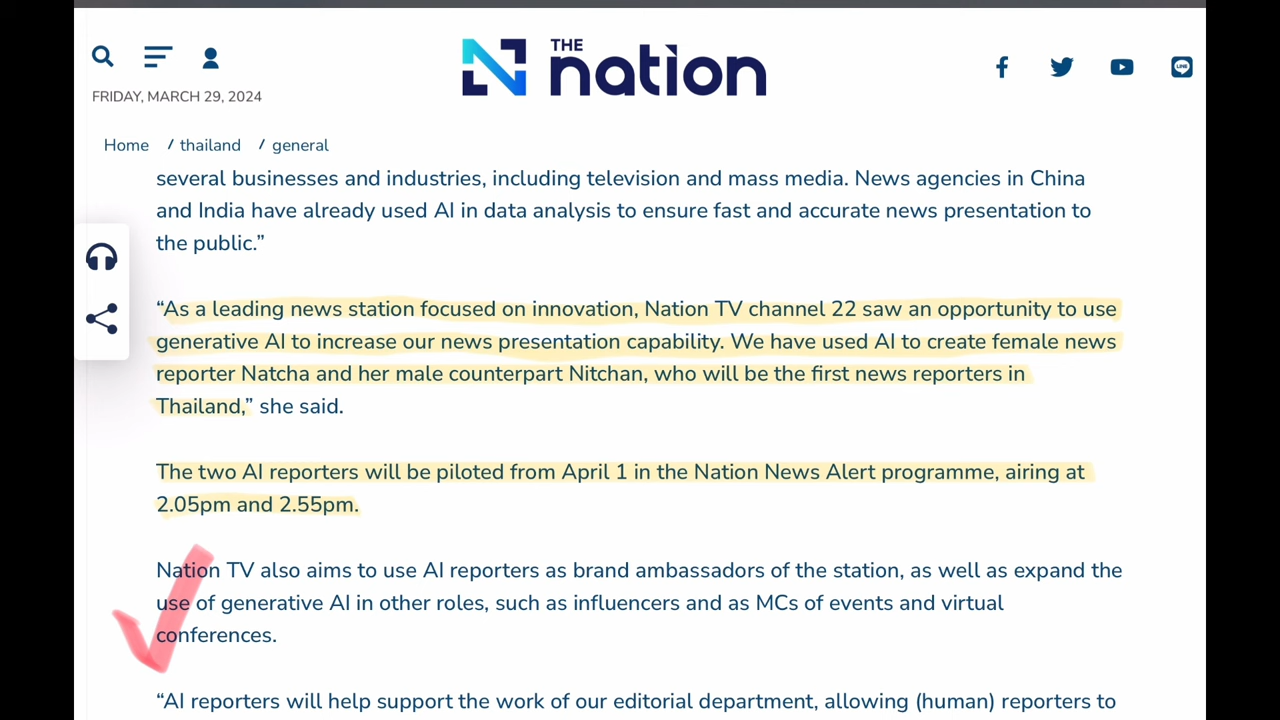 THE
nation
FRIDAY, MARCH 29, 2024
LINE
Home / thailand / general
several businesses and industries, including television and mass media. News agencies in China
and India have already used AI in data analysis to ensure fast and accurate news presentation to
the public.”
“As a leading news station focused on innovation, Nation TV channel 22 saw an opportunity to use
generative AI to increase our news presentation capability. We have used AI to create female news
reporter Natcha and her male counterpart Nitchan, who will be the first news reporters in
Thailand,” she said.
The two AI reporters will be piloted from April 1 in the Nation News Alert programme, airing at
2.05pm and 2.55pm.
Nation TV also aims to use AI reporters as brand ambassadors of the station, as well as expand the
use of generative AI in other roles, such as influencers and as MCs of events and virtual
conferences.
“AI reporters will help support the work of our editorial department, allowing (human) reporters to